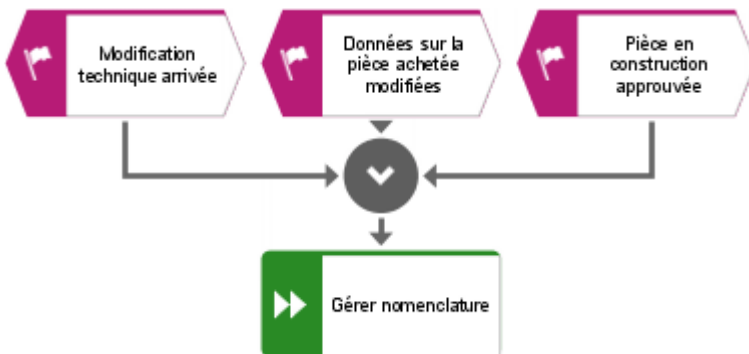 Modification
technique arrivée
Données sur la
pièce achetée
modifiées
Pièce en
construction
approuvée
Gérer nomenclature